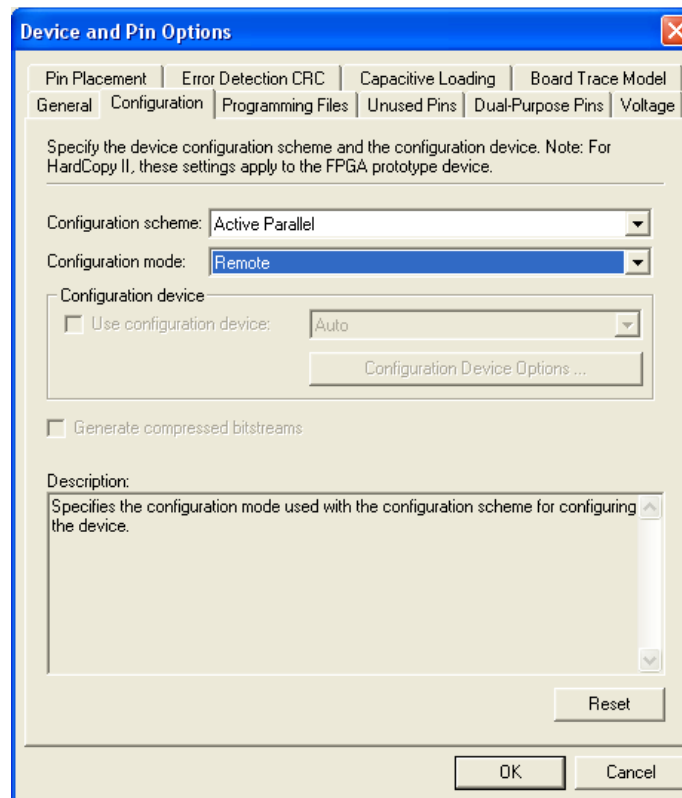 Device and Pin Options
Pin Placement Error Detection CRC Capacitive Loading Board Trace Model
General Configuration Programming Files Unused Pins Dual-Purpose Pins Voltage
Specify the device configuration scheme and the configuration device. Note: For
HardCopy II, these settings apply to the FPGA prototype device.
Configuration scheme: Active Parallel
Configuration mode: Remote
Configuration device
Use configuration device: Auto
Configuration Device Options ...
Generate compressed bitstreams
Description:
Specifies the configuration mode used with the configuration scheme for configuring
the device.
Reset
OK Cancel